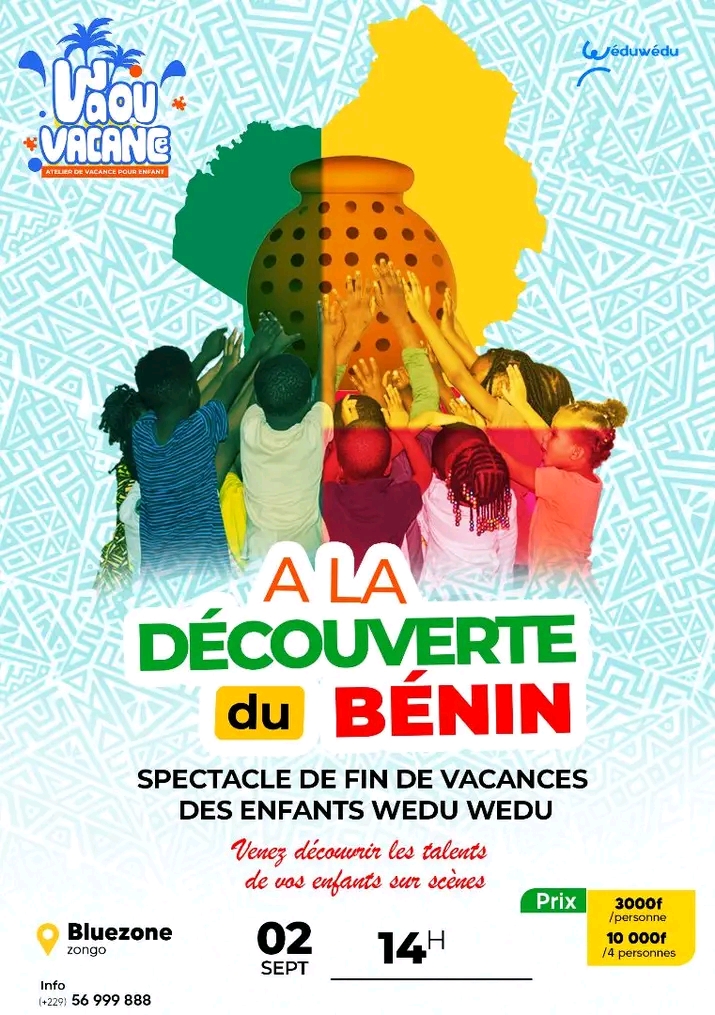 WAOU
VACANCe
ATELIER DE VACANCE POUR ENFANT
wéduwédu
A LA
DÉCOUVERTE
du BÉNIN
SPECTACLE DE FIN DE VACANCES
DES ENFANTS WEDU WEDU
Venez découvrir les talents
de vos enfants sur scènes
Prix
3000f
/personne
10 000f
/4 personnes
Bluezone
zongo
02
SEPT
14H
Info
(+229) 56 999 888